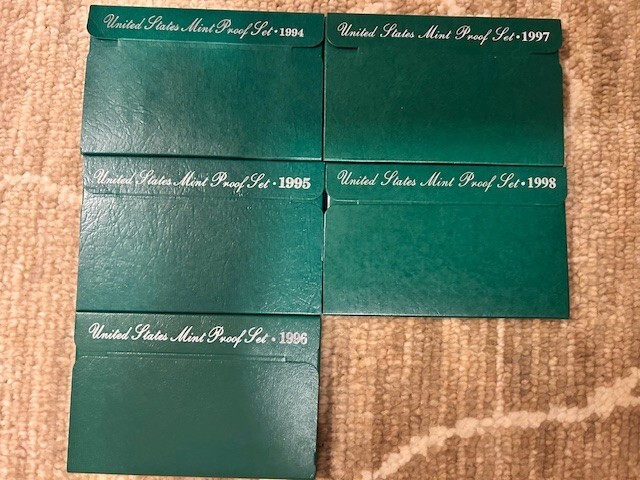 United States Mint Proof Set • 1994
United States Mint Proof Set • 1997
United States Mint Proof Set • 1995
United States Mint Proof Set • 1998
United States Mint Proof Set • 1996